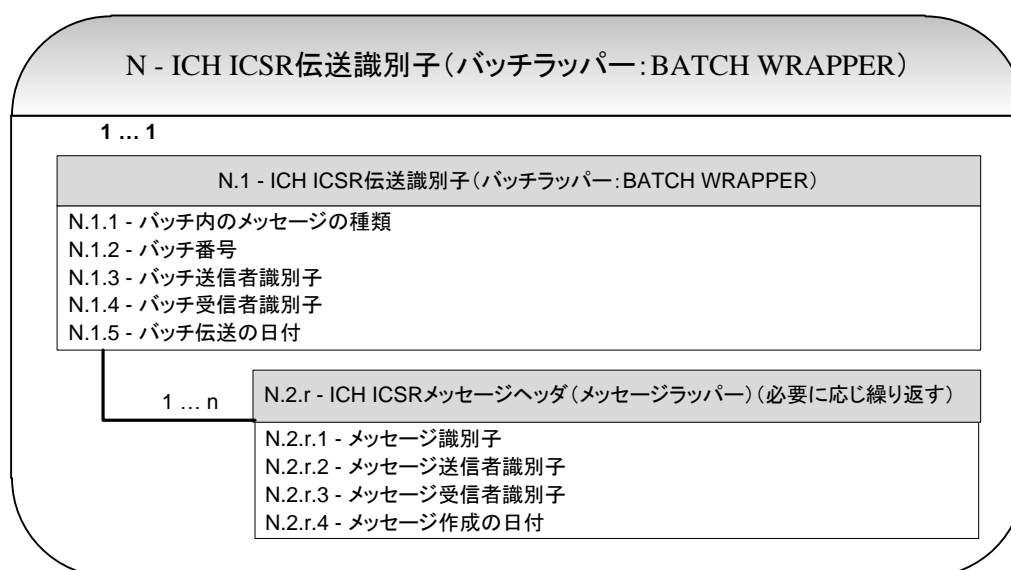 N - ICH ICSR伝送識別子（バッチラッパー：BATCH WRAPPER）
1 … 1
N.1 - ICH ICSR伝送識別子（バッチラッパー：BATCH WRAPPER）
N.1.1 - バッチ内のメッセージの種類
N.1.2 - バッチ番号
N.1.3 - バッチ送信者識別子
N.1.4 - バッチ受信者識別子
N.1.5 - バッチ伝送の日付
1 … n
N.2.r - ICH ICSRメッセージヘッダ（メッセージラッパー）（必要に応じ繰り返す）
N.2.r.1 - メッセージ識別子
N.2.r.2 - メッセージ送信者識別子
N.2.r.3 - メッセージ受信者識別子
N.2.r.4 - メッセージ作成の日付